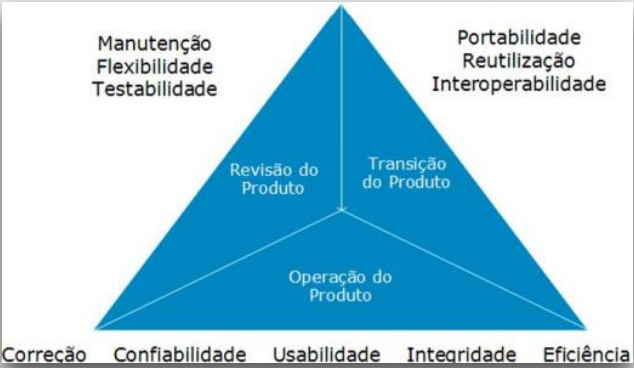 Manutenção
Flexibilidade
Testabilidade
Portabilidade
Reutilização
Interoperabilidade
Revisão do
Produto
Transição
do Produto
Operação do
Produto
Correção Confiabilidade Usabilidade Integridade Eficiência